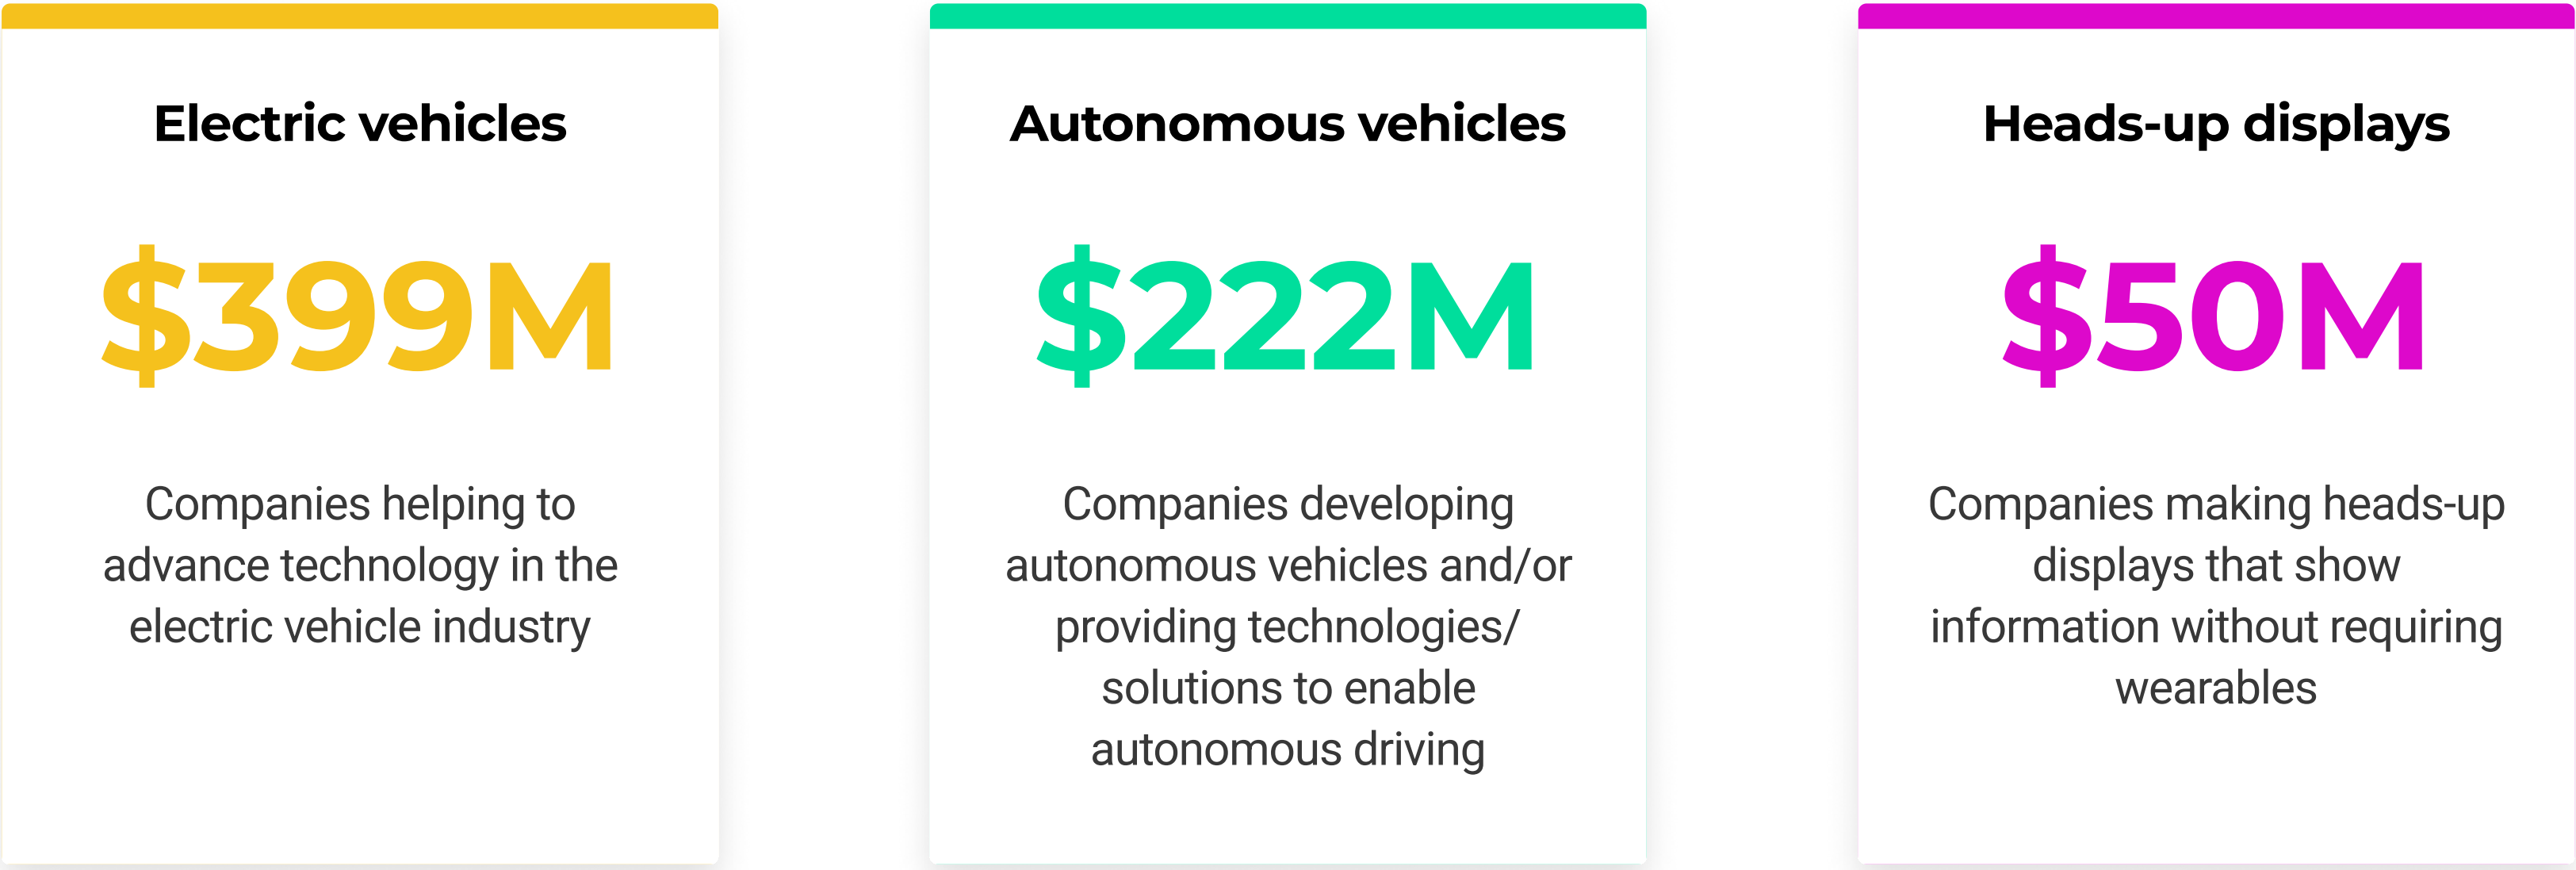 Electric vehicles
$399M
Companies helping to
advance technology in the
electric vehicle industry
Autonomous vehicles
$222M
Companies developing
autonomous vehicles and/or
providing technologies/
solutions to enable
autonomous driving
Heads-up displays
$50M
Companies making heads-up
displays that show
information without requiring
wearables